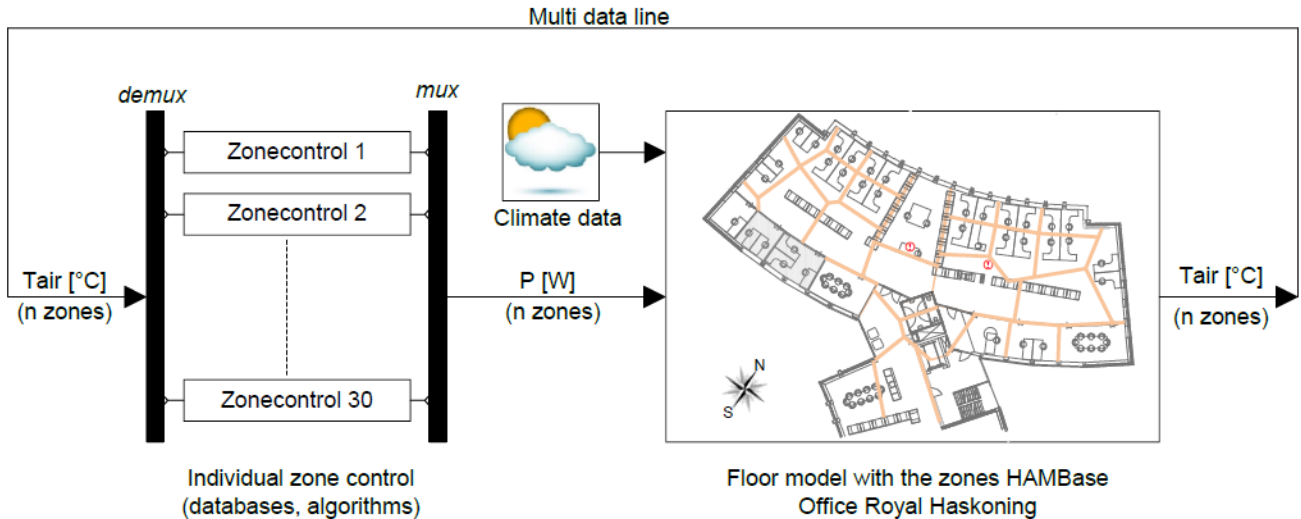 Multi data line
demux
mux
Zonecontrol 1
Zonecontrol 2
Zonecontrol 30
Climate data
Tair [°C]
(n zones)
P [W]
(n zones)
N
S
Tair [°C]
(n zones)
Individual zone control
(databases, algorithms)
Floor model with the zones HAMBase
Office Royal Haskoning